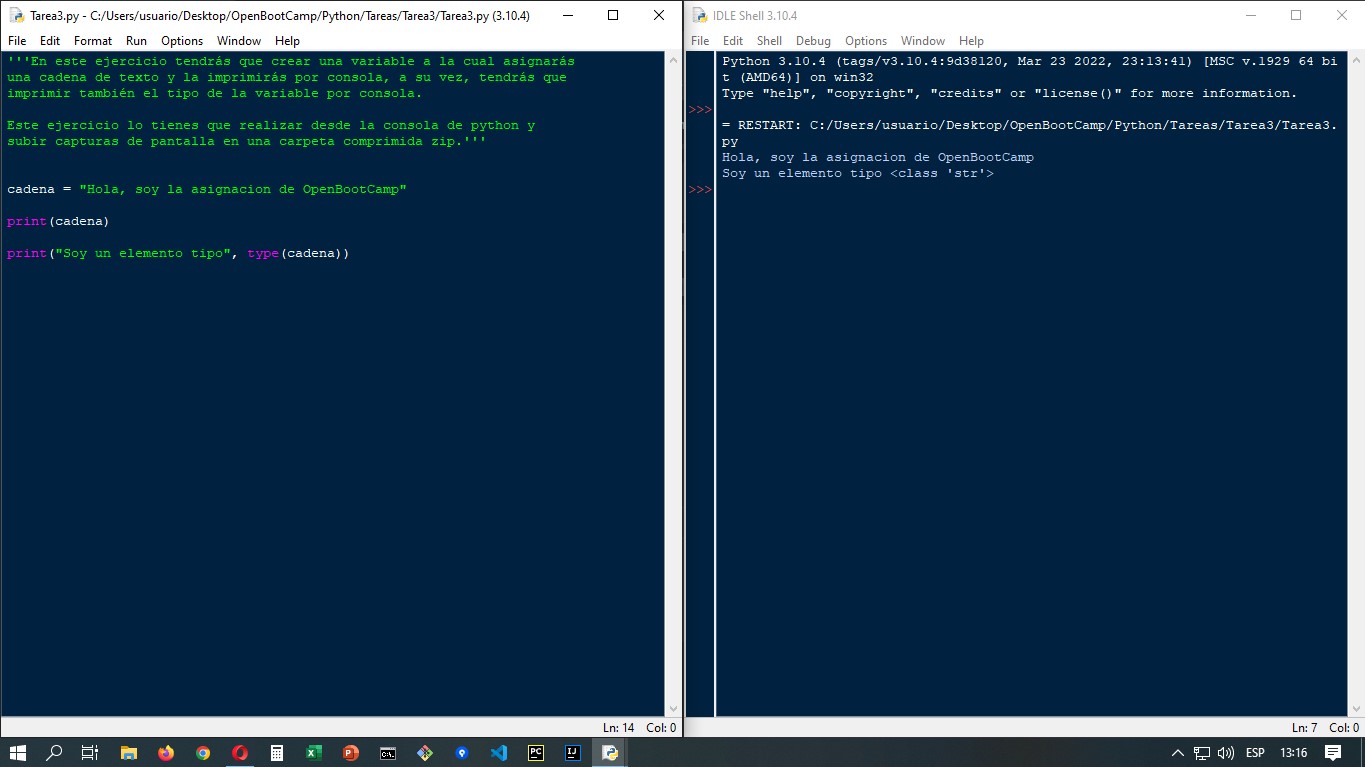 Tarea3.py - C:/Users/usuario/Desktop/OpenBootCamp/Python/Tareas/Tarea3/Tarea3.py (3.10.4)
File Edit Format Run Options Window Help
'''En este ejercicio tendrás que crear una variable a la cual asignarás
una cadena de texto y la imprimirás por consola, a su vez, tendrás que
imprimir también el tipo de la variable por consola.
Este ejercicio lo tienes que realizar desde la consola de python y
subir capturas de pantalla en una carpeta comprimida zip.'''
cadena = "Hola, soy la asignacion de OpenBootCamp"
print(cadena)
print("Soy un elemento tipo", type(cadena))
Ln: 14 Col: 0
IDLE Shell 3.10.4
File Edit Shell Debug Options Window Help
Python 3.10.4 (tags/v3.10.4:9d38120, Mar 23 2022, 23:13:41) [MSC v.1929 64 bi
t (AMD64)] on win32
Type "help", "copyright", "credits" or "license()" for more information.
>>>
= RESTART: C:/Users/usuario/Desktop/OpenBootCamp/Python/Tareas/Tarea3/Tarea3.
py
Hola, soy la asignacion de OpenBootCamp
Soy un elemento tipo <class 'str'>
>>>
Ln: 7 Col: 0
C:\. PC IJ ESP 13:16